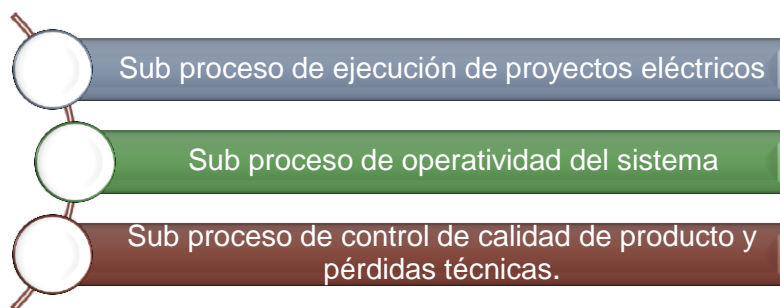 Sub proceso de ejecución de proyectos eléctricos
Sub proceso de operatividad del sistema
Sub proceso de control de calidad de producto y
pérdidas técnicas.